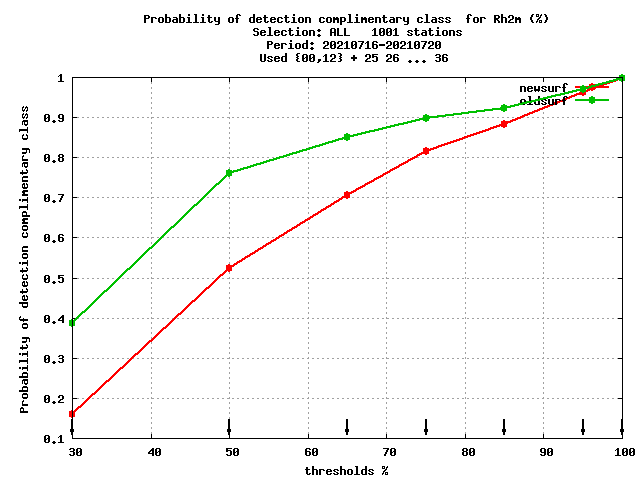 Probability of detection complimentary class  for Rh2m (%)
Selection: ALL   1001 stations
Period: 20210716-20210720
Used {00,12} + 25 26 ... 36
newsurf
oldsurf
Probability of detection complimentary class
1
0.9
0.8
0.7
0.6
0.5
0.4
0.3
0.2
0.1
30 40 50 60 70 80 90 100
thresholds %